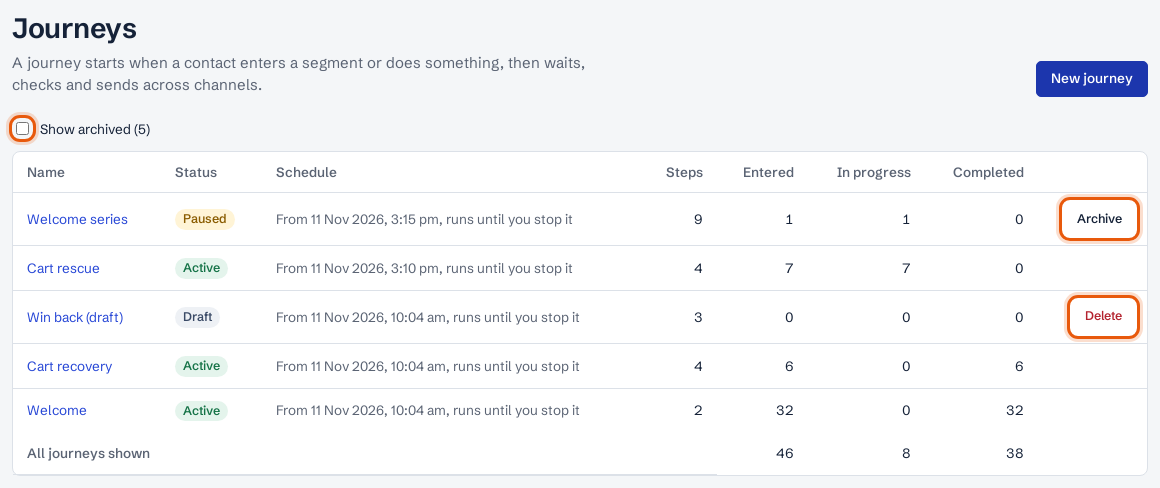 Journeys
A journey starts when a contact enters a segment or does something, then waits,
checks and sends across channels.
New journey
Show archived (5)
Name Status Schedule Steps Entered In progress Completed
Welcome series Paused From 11 Nov 2026, 3:15 pm, runs until you stop it 9 1 1 0 Archive
Cart rescue Active From 11 Nov 2026, 3:10 pm, runs until you stop it 4 7 7 0
Win back (draft) Draft From 11 Nov 2026, 10:04 am, runs until you stop it 3 0 0 0 Delete
Cart recovery Active From 11 Nov 2026, 10:04 am, runs until you stop it 4 6 0 6
Welcome Active From 11 Nov 2026, 10:04 am, runs until you stop it 2 32 0 32
All journeys shown 46 8 38